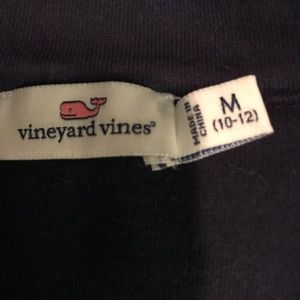 vineyard vines®
M
(10-12)
MADE IN
CHINA